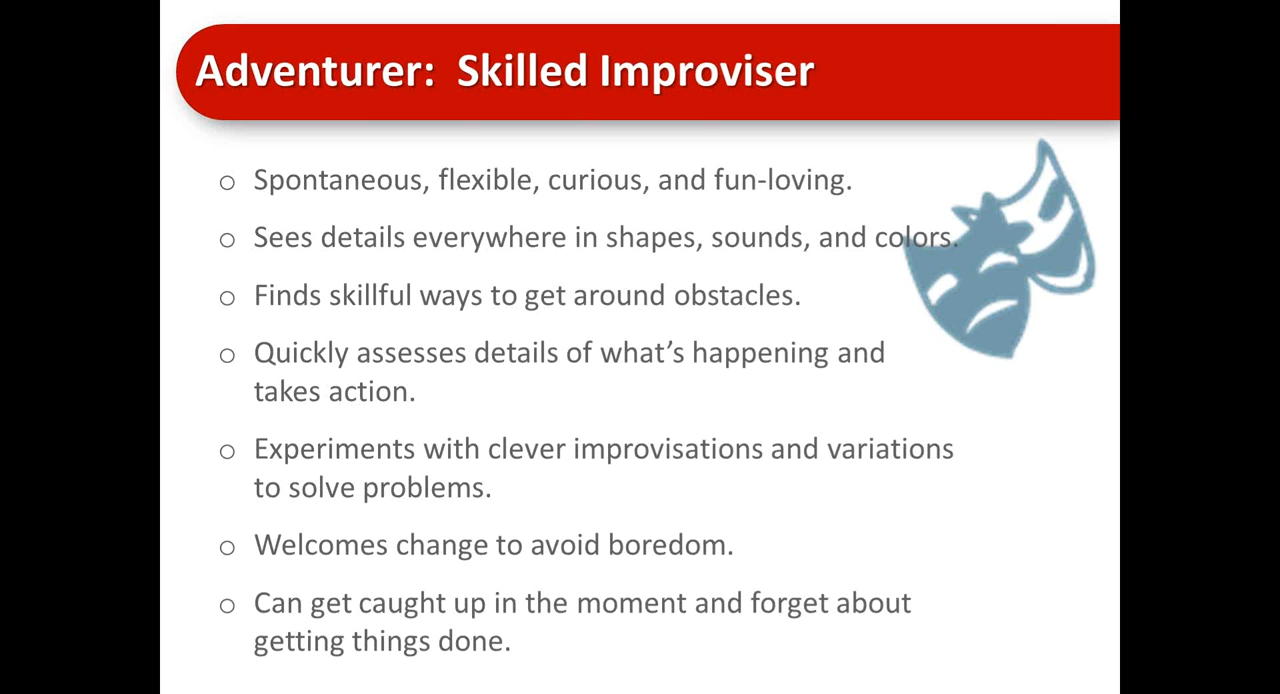 Adventurer:  Skilled Improviser
○ Spontaneous, flexible, curious, and fun-loving.
○ Sees details everywhere in shapes, sounds, and colors.
○ Finds skillful ways to get around obstacles.
○ Quickly assesses details of what’s happening and
takes action.
○ Experiments with clever improvisations and variations
to solve problems.
○ Welcomes change to avoid boredom.
○ Can get caught up in the moment and forget about
getting things done.